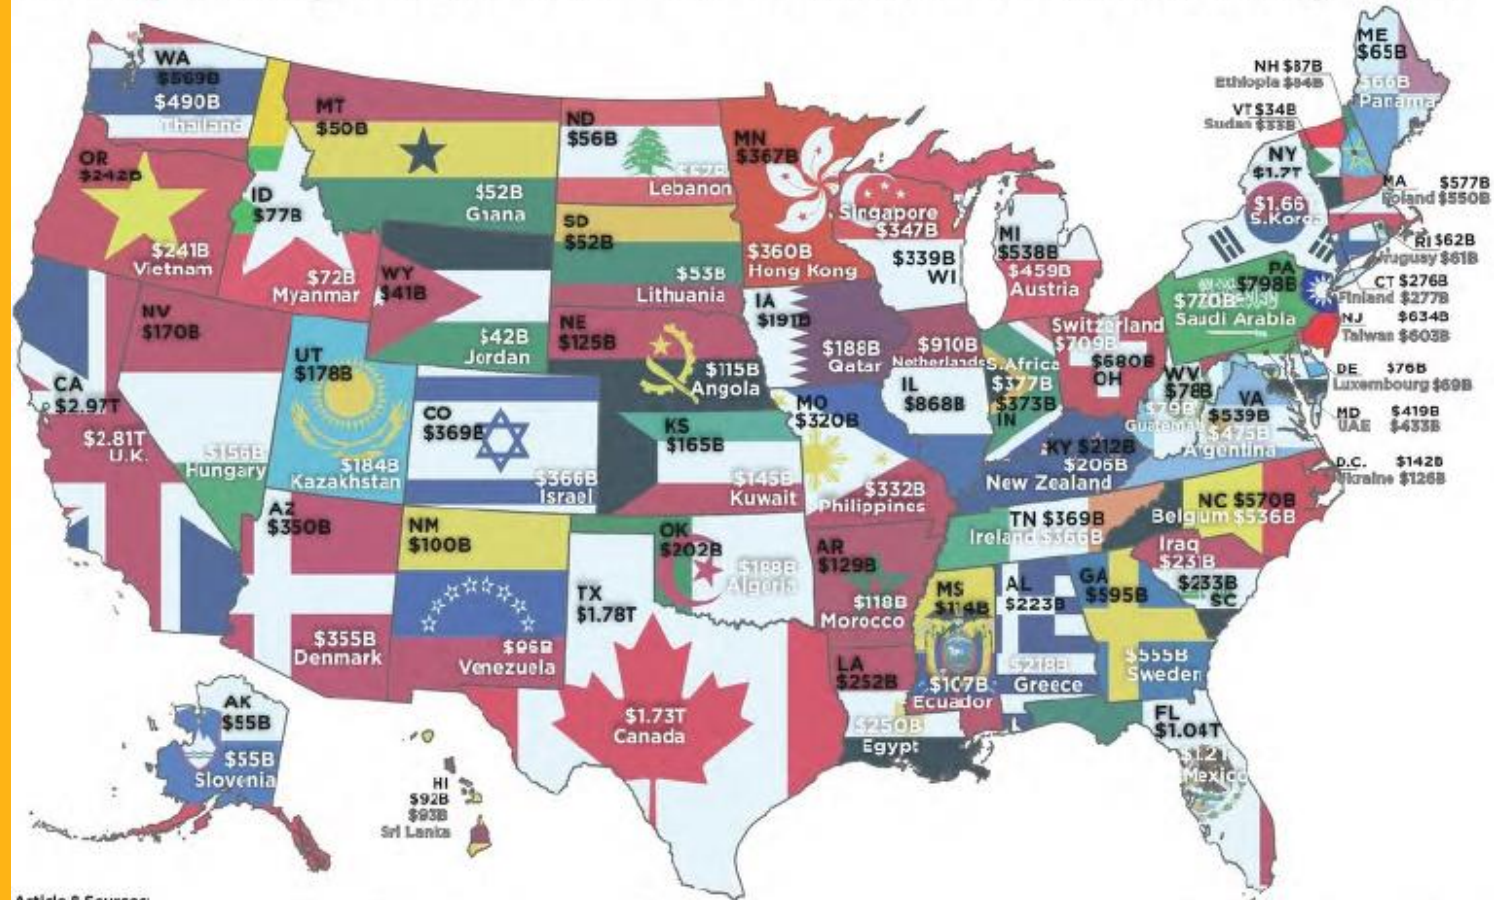 WA
$569B
$490B
Thailand
OR
$242B
$241B
Vietnam
ID
$77B
$72B
Myanmar
MT
$50B
$52B
Ghana
WY
$41B
$42B
Jordan
ND
$56B
Lebanon
SD
$52B
$53B
Lithuania
NE
$125B
$115B
Angola
MN
$367B
$360B
Hong Kong
Singapore
$347B
$339B
WI
MI
$538B
$459B
Austria
IA
$191B
$188B
Qatar
$910B
Netherlands
IL
$868B
S.Africa
$377B
$373B
IN
Switzerland
$709B
$680B
OH
NV
$170B
$156B
Hungary
CA
$2.97T
$2.81T
U.K.
UT
$178B
$184B
Kazakhstan
CO
$369B
$366B
Israel
KS
$165B
$145B
Kuwait
MO
$320B
$332B
Philippines
KY $212B
$206B
New Zealand
WV
$78B
$79B
Guatemala
VA
$539B
$475B
Argentina
AZ
$350B
$355B
Denmark
NM
$100B
$96B
Venezuela
OK
$202B
$188B
Algeria
TX
$1.78T
$1.73T
Canada
AR
$129B
$118B
Morocco
LA
$252B
$250B
Egypt
MS
$114B
$107B
Ecuador
AL
$223B
$218B
Greece
GA
$595B
$555B
Sweden
TN $369B
Ireland $366B
NC $570B
Belgium $536B
Iraq
$231B
$233B
SC
FL
$1.04T
Mexico
AK
$55B
$55B
Slovenia
HI
$92B
$93B
Sri Lanka
PA
$798B
$770B
Saudi Arabia
NY
$1.7T
$1.66
S.Korea
ME
$65B
$66B
Panama
NH $87B
Ethiopia $84B
VT $34B
Sudan $33B
MA $577B
Poland $550B
RI $62B
Uruguay $61B
CT $276B
Finland $277B
NJ $634B
Taiwan $603B
DE $76B
Luxembourg $69B
MD $419B
UAE $433B
D.C. $142B
Ukraine $126B
Article & Sources: